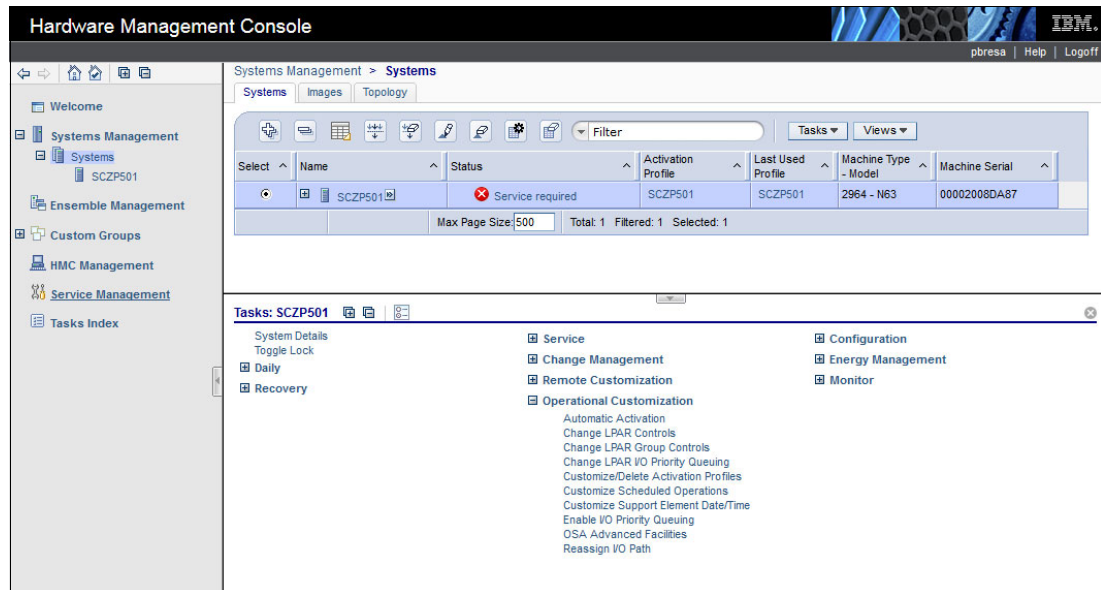 Hardware Management Console
IBM.
pbresa | Help | Logoff
Welcome
Systems Management
Systems
SCZP501
Ensemble Management
Custom Groups
HMC Management
Service Management
Tasks Index
Systems Management > Systems
Systems Images Topology
Filter Tasks Views
Select Name Status Activation Profile Last Used Profile Machine Type - Model Machine Serial
SCZP501 Service required SCZP501 SCZP501 2964 - N63 00002008DA87
Max Page Size: 500 Total: 1 Filtered: 1 Selected: 1
Tasks: SCZP501
System Details
Toggle Lock
Daily
Recovery
Service
Change Management
Remote Customization
Operational Customization
Automatic Activation
Change LPAR Controls
Change LPAR Group Controls
Change LPAR I/O Priority Queuing
Customize/Delete Activation Profiles
Customize Scheduled Operations
Customize Support Element Date/Time
Enable I/O Priority Queuing
OSA Advanced Facilities
Reassign I/O Path
Configuration
Energy Management
Monitor